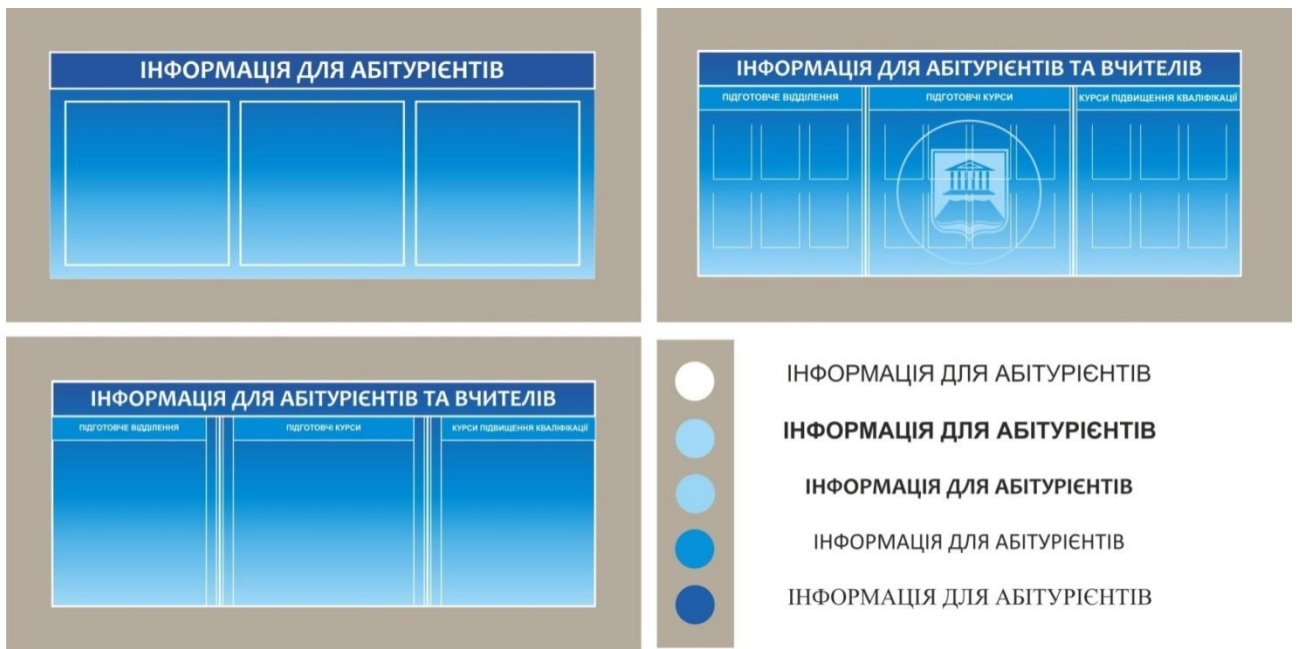 ІНФОРМАЦІЯ ДЛЯ АБІТУРІЄНТІВ
ІНФОРМАЦІЯ ДЛЯ АБІТУРІЄНТІВ ТА ВЧИТЕЛІВ
ПІДГОТОВЧЕ ВІДДІЛЕННЯ
ПІДГОТОВЧІ КУРСИ
КУРСИ ПІДВИЩЕННЯ КВАЛІФІКАЦІЇ
ІНФОРМАЦІЯ ДЛЯ АБІТУРІЄНТІВ ТА ВЧИТЕЛІВ
ПІДГОТОВЧЕ ВІДДІЛЕННЯ
ПІДГОТОВЧІ КУРСИ
КУРСИ ПІДВИЩЕННЯ КВАЛІФІКАЦІЇ
ІНФОРМАЦІЯ ДЛЯ АБІТУРІЄНТІВ
ІНФОРМАЦІЯ ДЛЯ АБІТУРІЄНТІВ
ІНФОРМАЦІЯ ДЛЯ АБІТУРІЄНТІВ
ІНФОРМАЦІЯ ДЛЯ АБІТУРІЄНТІВ
ІНФОРМАЦІЯ ДЛЯ АБІТУРІЄНТІВ